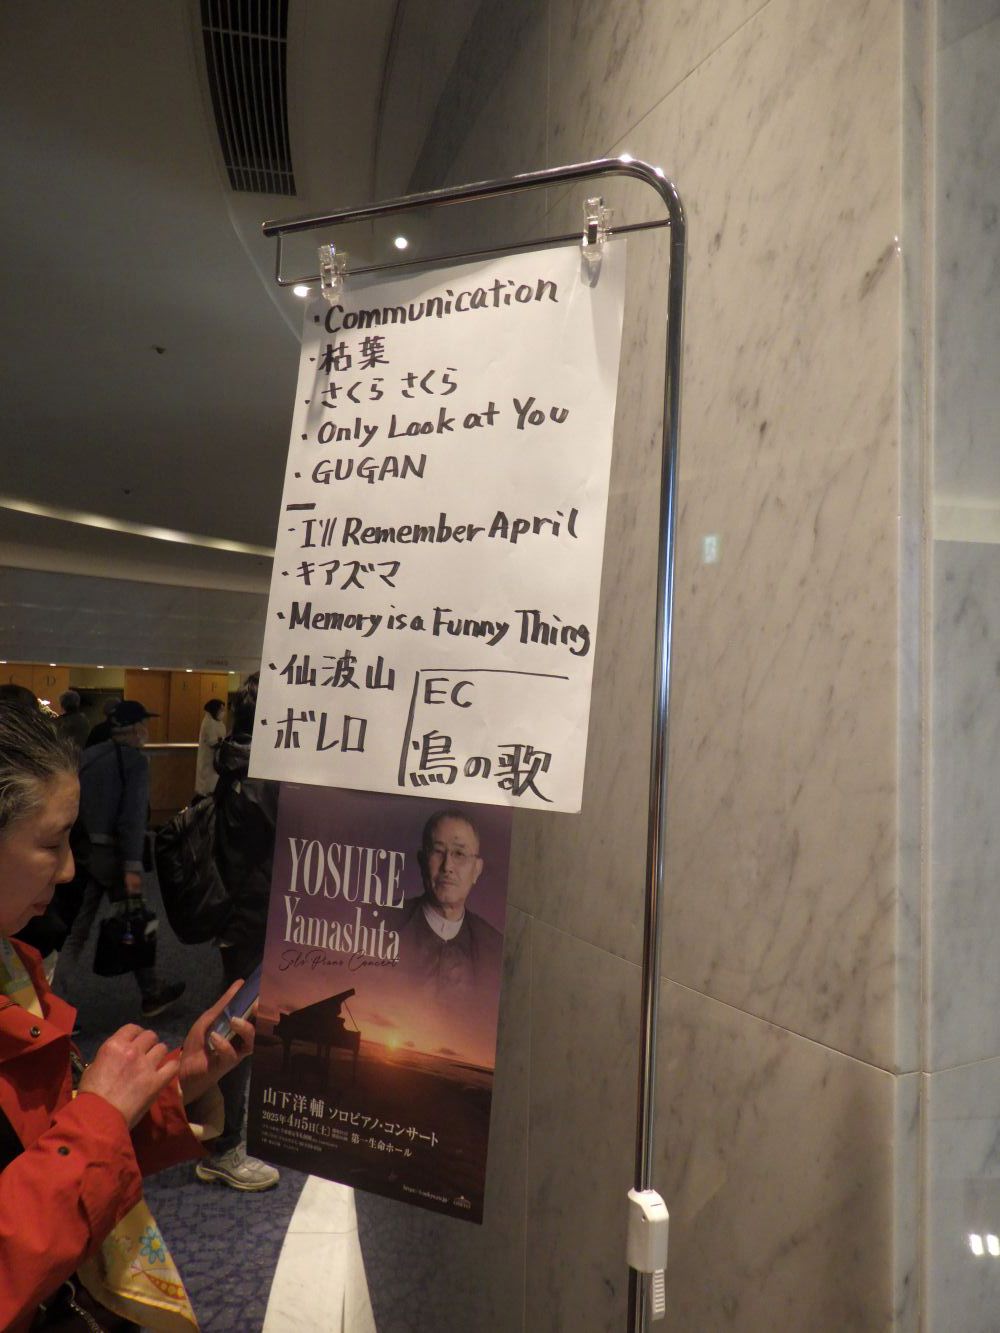 ・Communication
・枯葉
・さくら さくら
・Only Look at You
・GUGAN
・I'll Remember April
・キアズマ
・Memory is a Funny Thing
・仙波山
・ボレロ
EC
鳥の歌
YOSUKE
Yamashita
Solo Piano Concert
山下洋輔 ソロピアノ・コンサート
2025年4月5日(土)
第一生命ホール
C D
E F